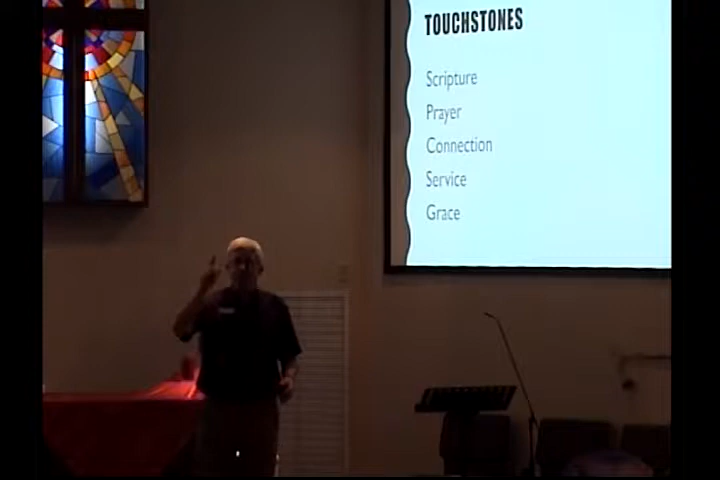 TOUCHSTONES
Scripture
Prayer
Connection
Service
Grace